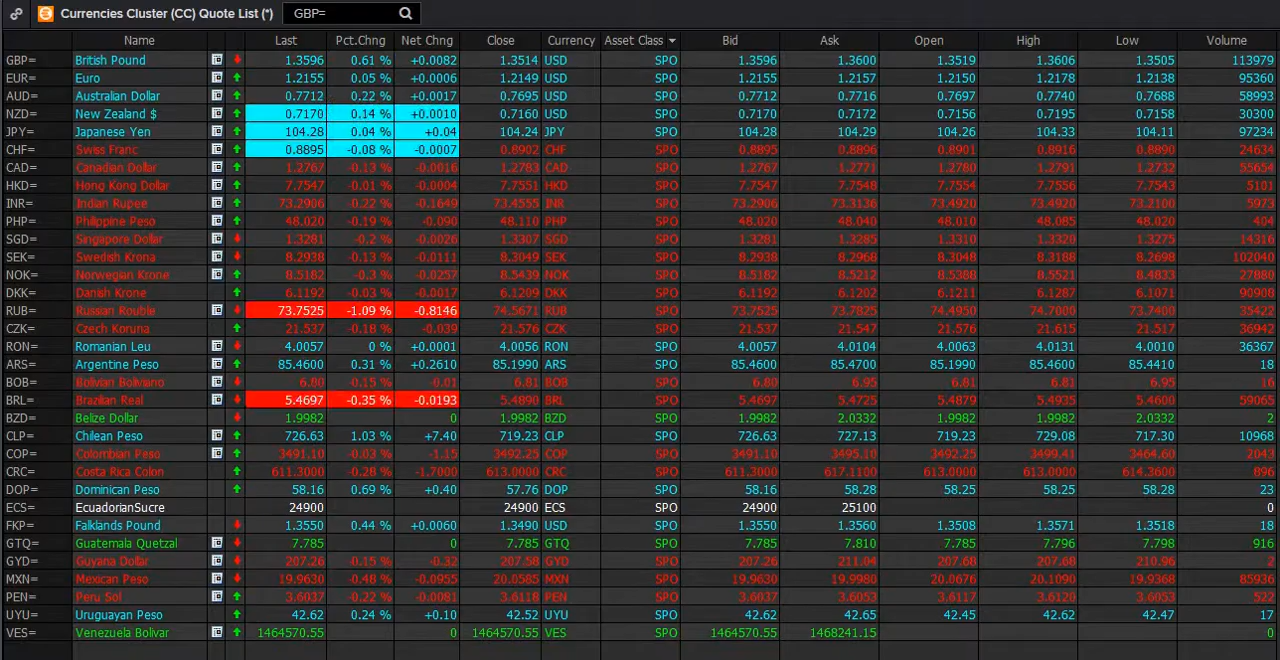 Currencies Cluster (CC) Quote List (*) GBP=
Name Last Pct.Chng Net Chng Close Currency Asset Class Bid Ask Open High Low Volume
GBP= British Pound 1.3596 0.61 % +0.0082 1.3514 USD SPO 1.3596 1.3600 1.3519 1.3606 1.3505 113979
EUR= Euro 1.2155 0.05 % +0.0006 1.2149 USD SPO 1.2155 1.2157 1.2150 1.2178 1.2138 95360
AUD= Australian Dollar 0.7712 0.22 % +0.0017 0.7695 USD SPO 0.7712 0.7716 0.7697 0.7740 0.7688 58993
NZD= New Zealand $ 0.7170 0.14 % +0.0010 0.7160 USD SPO 0.7170 0.7172 0.7156 0.7195 0.7158 30300
JPY= Japanese Yen 104.28 0.04 % +0.04 104.24 JPY SPO 104.28 104.29 104.26 104.33 104.11 97234
CHF= Swiss Franc 0.8895 -0.08 % -0.0007 0.8902 CHF SPO 0.8895 0.8896 0.8901 0.8916 0.8890 24634
CAD= Canadian Dollar 1.2767 -0.13 % -0.0016 1.2783 CAD SPO 1.2767 1.2771 1.2780 1.2791 1.2732 55654
HKD= Hong Kong Dollar 7.7547 -0.01 % -0.0004 7.7551 HKD SPO 7.7547 7.7548 7.7554 7.7556 7.7543 5101
INR= Indian Rupee 73.2906 -0.22 % -0.1649 73.4555 INR SPO 73.2906 73.3136 73.4920 73.4920 73.2100 5973
PHP= Philippine Peso 48.020 -0.19 % -0.090 48.110 PHP SPO 48.020 48.040 48.010 48.085 48.020 404
SGD= Singapore Dollar 1.3281 -0.2 % -0.0026 1.3307 SGD SPO 1.3281 1.3285 1.3310 1.3320 1.3275 14316
SEK= Swedish Krona 8.2938 -0.13 % -0.0111 8.3049 SEK SPO 8.2938 8.2968 8.3048 8.3188 8.2698 102040
NOK= Norwegian Krone 8.5182 -0.3 % -0.0257 8.5439 NOK SPO 8.5182 8.5212 8.5388 8.5521 8.4833 27880
DKK= Danish Krone 6.1192 -0.03 % -0.0017 6.1209 DKK SPO 6.1192 6.1202 6.1211 6.1287 6.1071 90908
RUB= Russian Rouble 73.7525 -1.09 % -0.8146 74.5671 RUB SPO 73.7525 73.7825 74.4950 74.7000 73.7400 35422
CZK= Czech Koruna 21.537 -0.18 % -0.039 21.576 CZK SPO 21.537 21.547 21.576 21.615 21.517 36942
RON= Romanian Leu 4.0057 0 % +0.0001 4.0056 RON SPO 4.0057 4.0104 4.0063 4.0131 4.0010 36367
ARS= Argentine Peso 85.4600 0.31 % +0.2610 85.1990 ARS SPO 85.4600 85.4700 85.1990 85.4600 85.4410 18
BOB= Bolivian Boliviano 6.80 -0.15 % -0.01 6.81 BOB SPO 6.80 6.95 6.81 6.81 6.95 16
BRL= Brazilian Real 5.4697 -0.35 % -0.0193 5.4890 BRL SPO 5.4697 5.4725 5.4879 5.4935 5.4600 59065
BZD= Belize Dollar 1.9982 0 1.9982 BZD SPO 1.9982 2.0332 1.9982 1.9982 2.0332 2
CLP= Chilean Peso 726.63 1.03 % +7.40 719.23 CLP SPO 726.63 727.13 719.23 729.08 717.30 10968
COP= Colombian Peso 3491.10 -0.03 % -1.15 3492.25 COP SPO 3491.10 3495.10 3492.25 3499.41 3464.60 2043
CRC= Costa Rica Colon 611.3000 -0.28 % -1.7000 613.0000 CRC SPO 611.3000 617.1100 613.0000 613.0000 614.3600 896
DOP= Dominican Peso 58.16 0.69 % +0.40 57.76 DOP SPO 58.16 58.28 58.25 58.25 58.28 23
ECS= EcuadorianSucre 24900 24900 ECS SPO 24900 25100 0
FKP= Falklands Pound 1.3550 0.44 % +0.0060 1.3490 USD SPO 1.3550 1.3560 1.3508 1.3571 1.3518 18
GTQ= Guatemala Quetzal 7.785 0 7.785 GTQ SPO 7.785 7.810 7.785 7.796 7.798 916
GYD= Guyana Dollar 207.26 -0.15 % -0.32 207.58 GYD SPO 207.26 211.04 207.68 207.68 210.96 2
MXN= Mexican Peso 19.9630 -0.48 % -0.0955 20.0585 MXN SPO 19.9630 19.9980 20.0676 20.1090 19.9368 85936
PEN= Peru Sol 3.6037 -0.22 % -0.0081 3.6118 PEN SPO 3.6037 3.6053 3.6117 3.6120 3.6053 522
UYU= Uruguayan Peso 42.62 0.24 % +0.10 42.52 UYU SPO 42.62 42.65 42.45 42.62 42.47 17
VES= Venezuela Bolivar 1464570.55 0 1464570.55 VES SPO 1464570.55 1468241.15 0